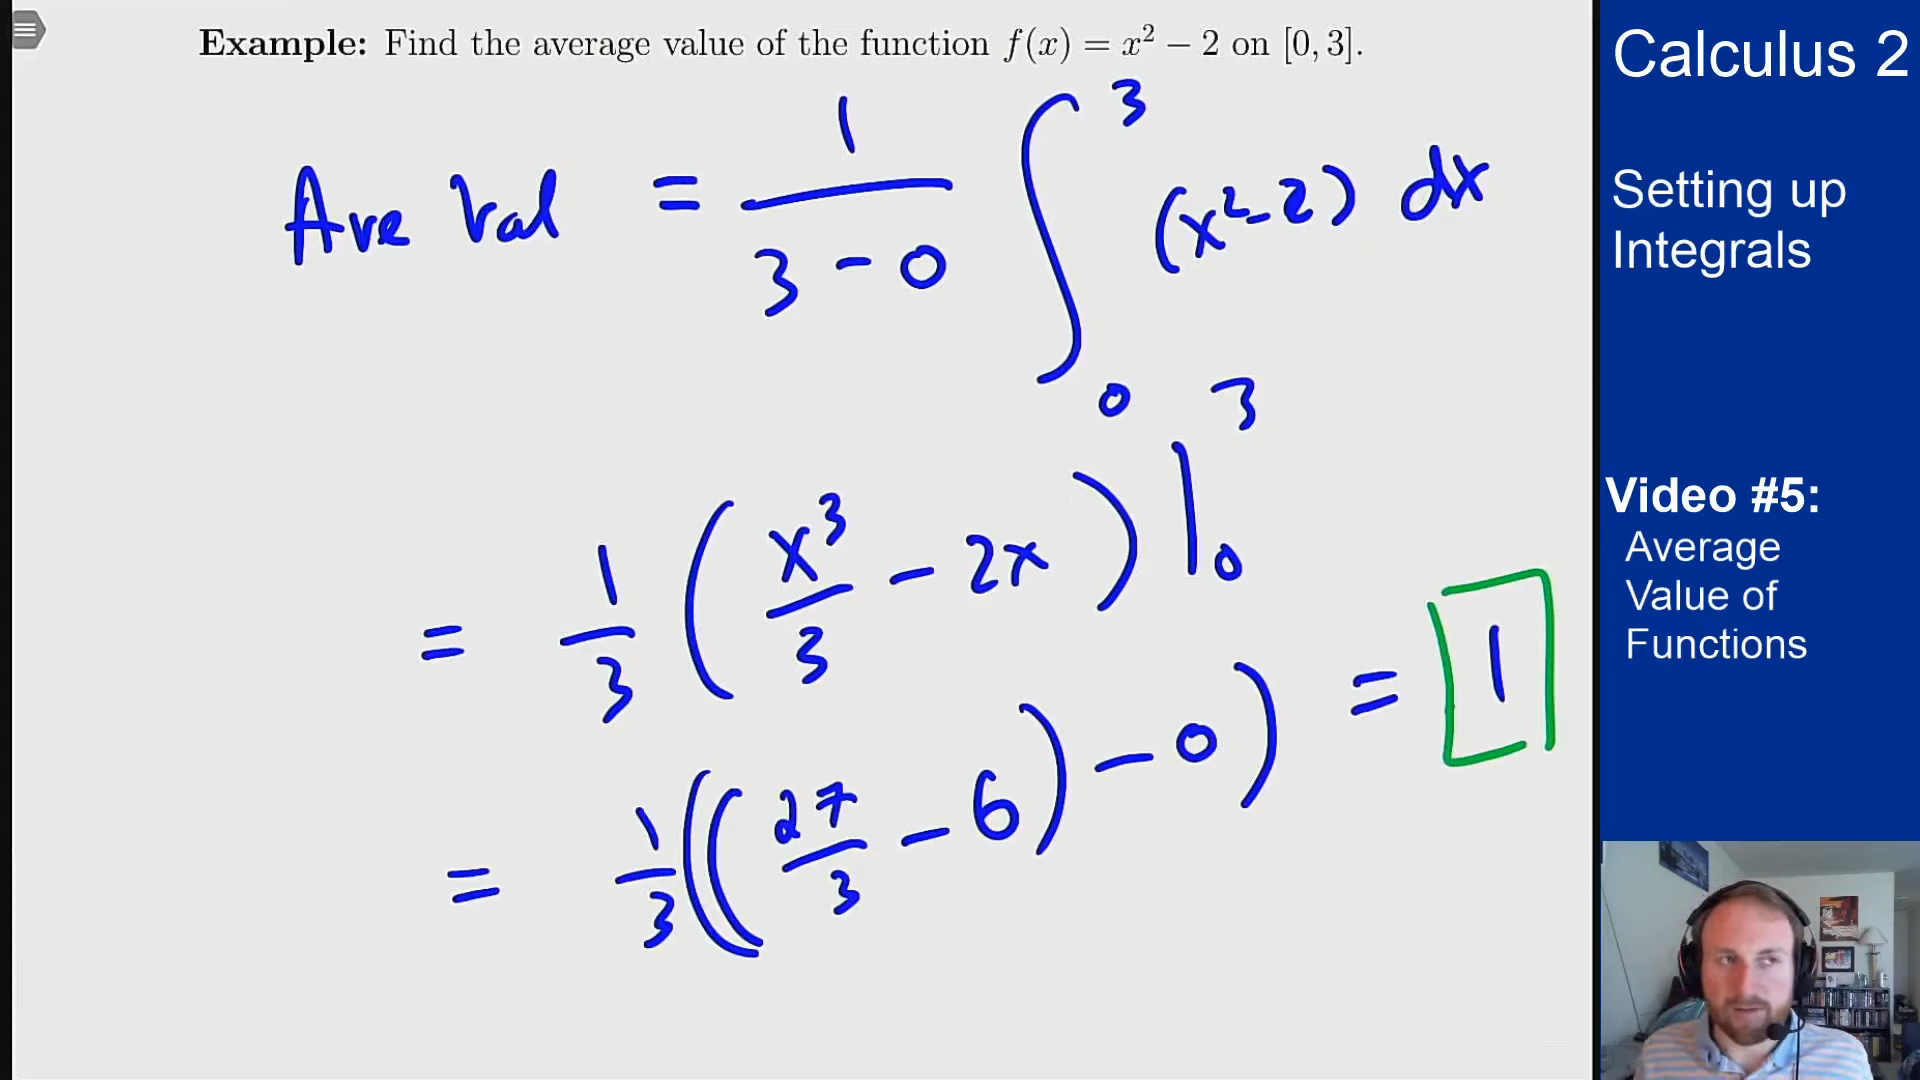 Example: Find the average value of the function f(x) = x² − 2 on [0, 3].
Ave Val = 1/(3 − 0) ∫₀³ (x² − 2) dx
= 1/3 (x³/3 − 2x) |₀³
= 1/3 ((27/3 − 6) − 0) = 1
Calculus 2
Setting up
Integrals
Video #5:
Average
Value of
Functions